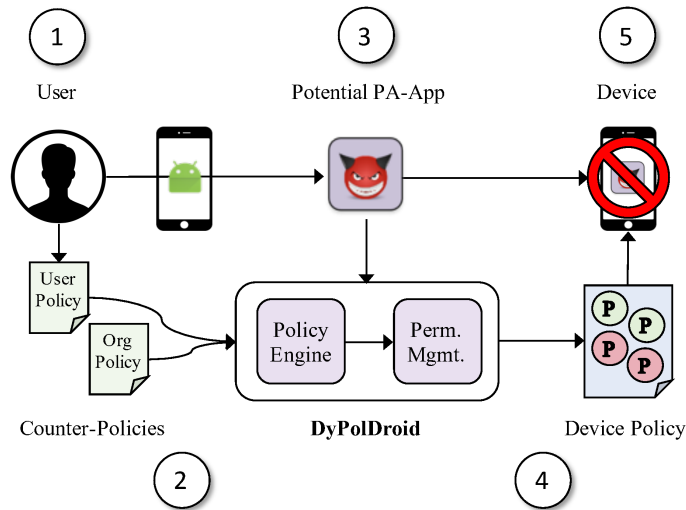 1
3
5
User
Potential PA-App
Device
User
Policy
Org
Policy
Policy
Engine
Perm.
Mgmt.
P
P
P
P
Counter-Policies
DyPolDroid
Device Policy
2
4